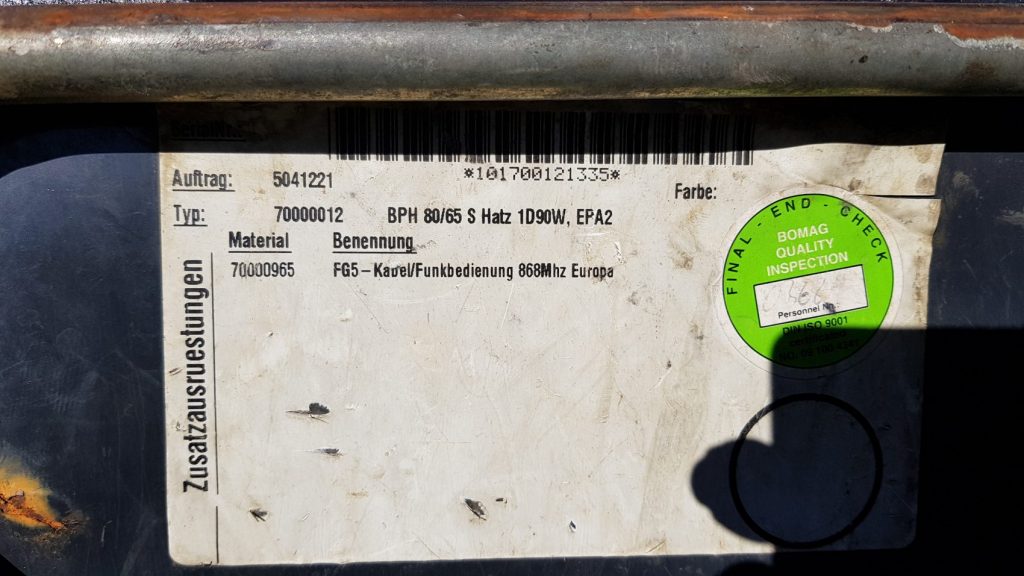 *101700121335*
Auftrag: 5041221
Farbe:
Typ: 70000012 BPH 80/65 S Hatz 1D90W, EPA2
Material Benennung
70000965 FG5-Kabel/Funkbedienung 868Mhz Europa
Zusatzausruestungen
FINAL - END - CHECK
BOMAG
QUALITY
INSPECTION
Personnel No.:
DIN ISO 9001
certificated